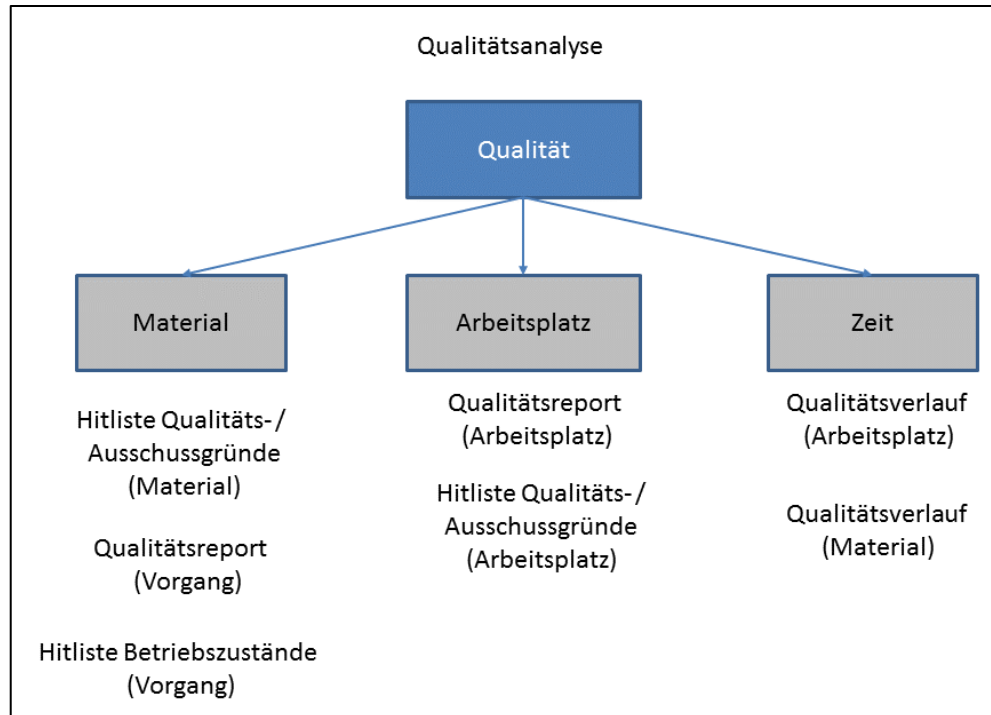 Qualitätsanalyse
Qualität
Material
Arbeitsplatz
Zeit
Hitliste Qualitäts- /
Ausschussgründe
(Material)
Qualitätsreport
(Vorgang)
Hitliste Betriebszustände
(Vorgang)
Qualitätsreport
(Arbeitsplatz)
Hitliste Qualitäts- /
Ausschussgründe
(Arbeitsplatz)
Qualitätsverlauf
(Arbeitsplatz)
Qualitätsverlauf
(Material)